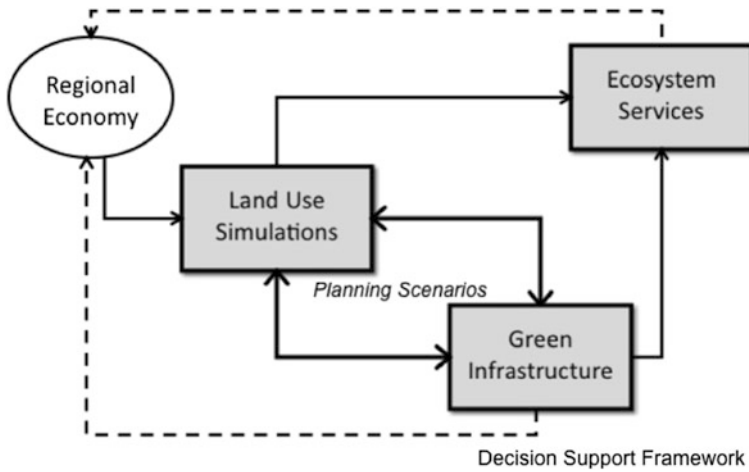 Regional
Economy
Ecosystem
Services
Land Use
Simulations
Planning Scenarios
Green
Infrastructure
Decision Support Framework